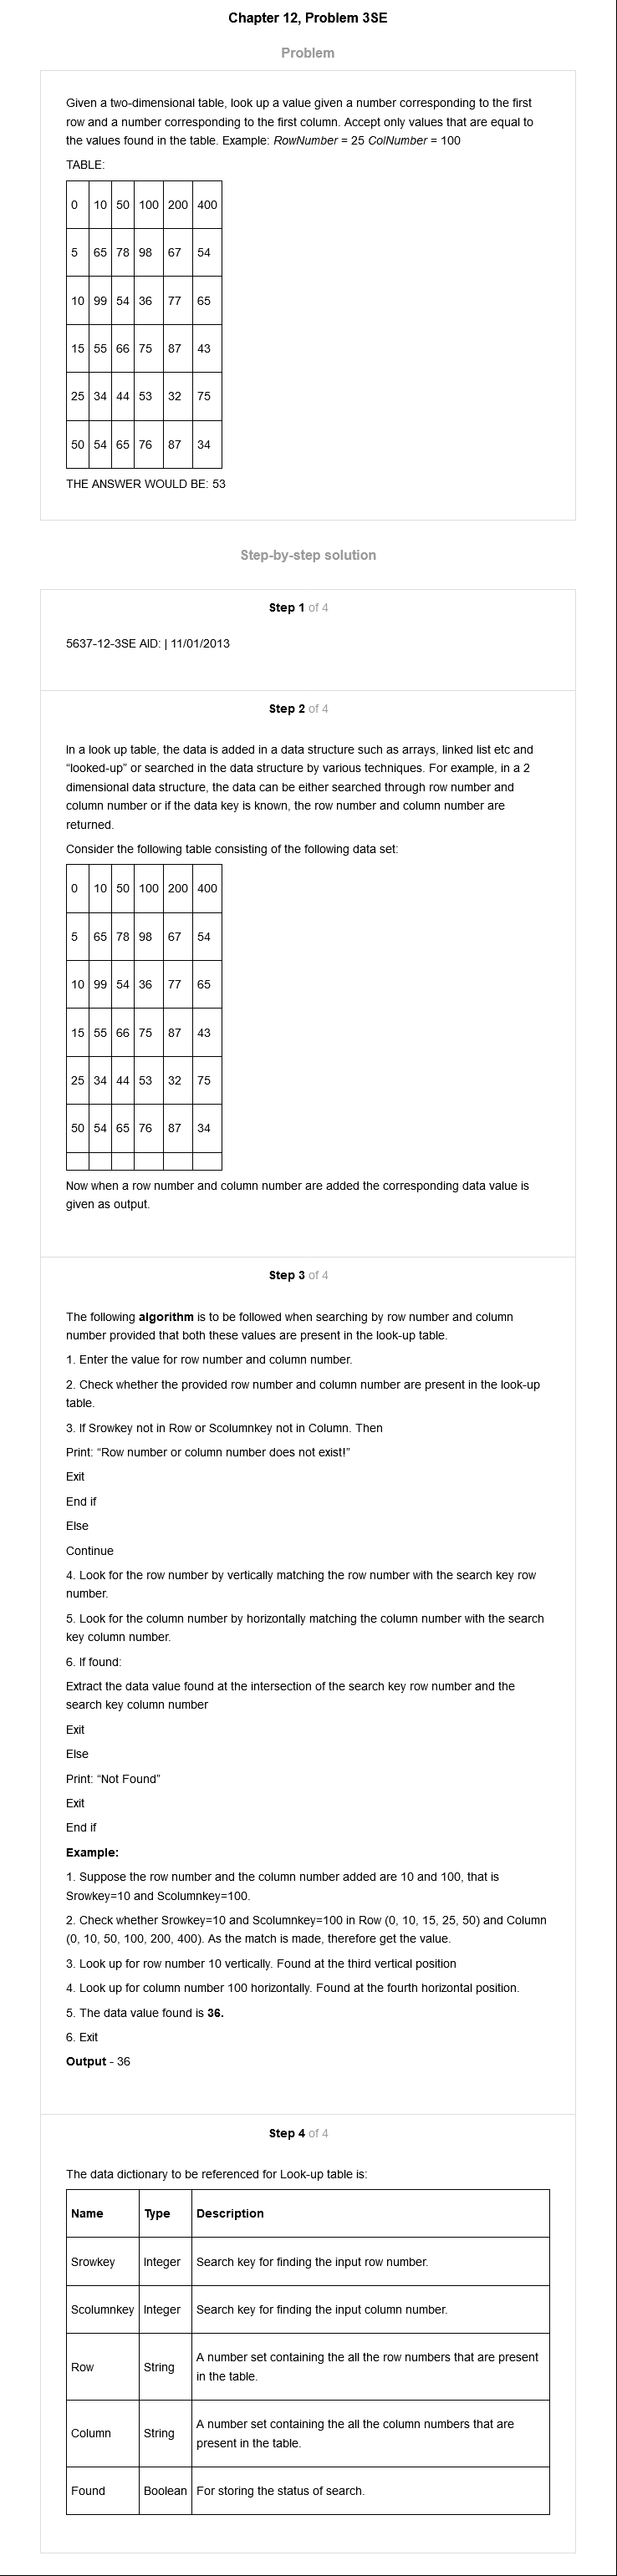 Chapter 12, Problem 3SE
Problem
Given a two-dimensional table, look up a value given a number corresponding to the first
row and a number corresponding to the first column. Accept only values that are equal to
the values found in the table. Example: RowNumber = 25 ColNumber = 100
TABLE:
0 10 50 100 200 400
5 65 78 98 67 54
10 99 54 36 77 65
15 55 66 75 87 43
25 34 44 53 32 75
50 54 65 76 87 34
THE ANSWER WOULD BE: 53
Step-by-step solution
Step 1 of 4
5637-12-3SE AID: | 11/01/2013
Step 2 of 4
In a look up table, the data is added in a data structure such as arrays, linked list etc and
“looked-up” or searched in the data structure by various techniques. For example, in a 2
dimensional data structure, the data can be either searched through row number and
column number or if the data key is known, the row number and column number are
returned.
Consider the following table consisting of the following data set:
0 10 50 100 200 400
5 65 78 98 67 54
10 99 54 36 77 65
15 55 66 75 87 43
25 34 44 53 32 75
50 54 65 76 87 34
Now when a row number and column number are added the corresponding data value is
given as output.
Step 3 of 4
The following algorithm is to be followed when searching by row number and column
number provided that both these values are present in the look-up table.
1. Enter the value for row number and column number.
2. Check whether the provided row number and column number are present in the look-up
table.
3. If Srowkey not in Row or Scolumnkey not in Column. Then
Print: “Row number or column number does not exist!”
Exit
End if
Else
Continue
4. Look for the row number by vertically matching the row number with the search key row
number.
5. Look for the column number by horizontally matching the column number with the search
key column number.
6. If found:
Extract the data value found at the intersection of the search key row number and the
search key column number
Exit
Else
Print: “Not Found”
Exit
End if
Example:
1. Suppose the row number and the column number added are 10 and 100, that is
Srowkey=10 and Scolumnkey=100.
2. Check whether Srowkey=10 and Scolumnkey=100 in Row (0, 10, 15, 25, 50) and Column
(0, 10, 50, 100, 200, 400). As the match is made, therefore get the value.
3. Look up for row number 10 vertically. Found at the third vertical position
4. Look up for column number 100 horizontally. Found at the fourth horizontal position.
5. The data value found is 36.
6. Exit
Output - 36
Step 4 of 4
The data dictionary to be referenced for Look-up table is:
Name Type Description
Srowkey Integer Search key for finding the input row number.
Scolumnkey Integer Search key for finding the input column number.
Row String A number set containing the all the row numbers that are present
in the table.
Column String A number set containing the all the column numbers that are
present in the table.
Found Boolean For storing the status of search.